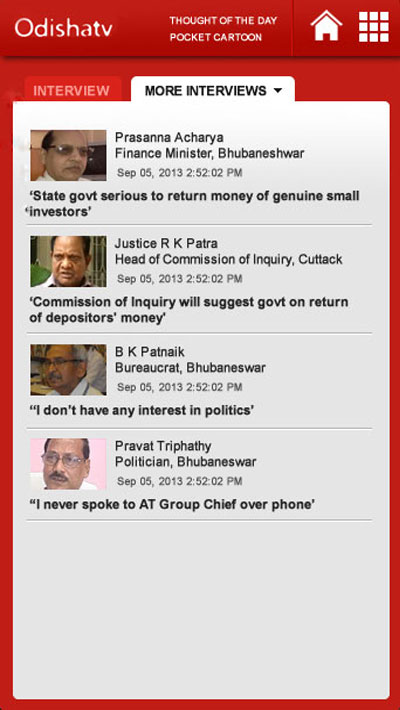 Odishatv
THOUGHT OF THE DAY
POCKET CARTOON
INTERVIEW
MORE INTERVIEWS
Prasanna Acharya
Finance Minister, Bhubaneshwar
Sep 05, 2013 2:52:02 PM
‘State govt serious to return money of genuine small
‘investors’
Justice R K Patra
Head of Commission of Inquiry, Cuttack
Sep 05, 2013 2:52:02 PM
‘Commission of Inquiry will suggest govt on return
of depositors' money'
B K Patnaik
Bureaucrat, Bhubaneswar
Sep 05, 2013 2:52:02 PM
“I don’t have any interest in politics’
Pravat Triphathy
Politician, Bhubaneswar
Sep 05, 2013 2:52:02 PM
“I never spoke to AT Group Chief over phone’